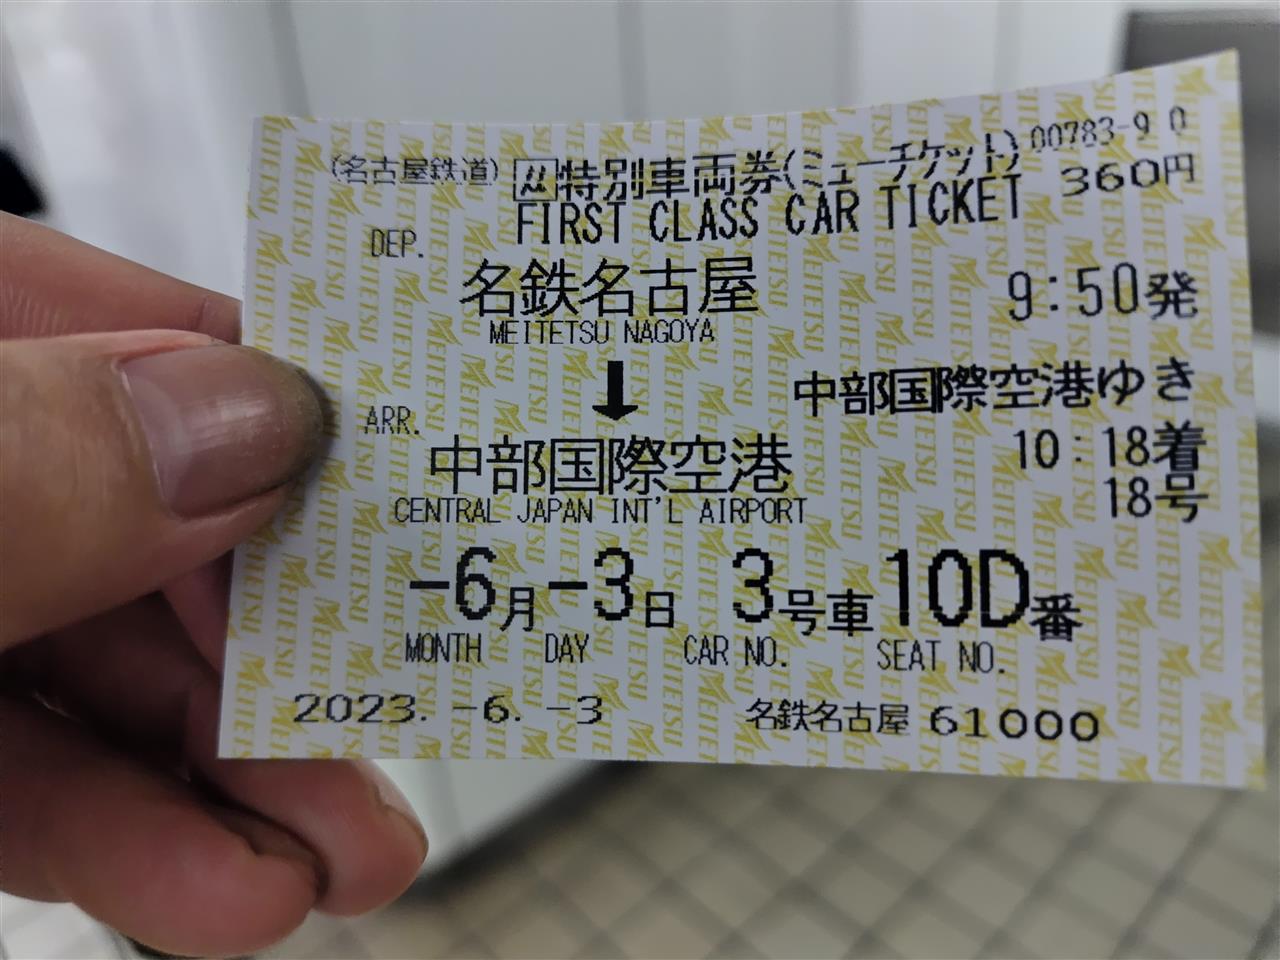 (名古屋鉄道) μ特別車両券(ミューチケット) 00783-9 0
FIRST CLASS CAR TICKET 360円
DEP.
名鉄名古屋 9:50発
MEITETSU NAGOYA
↓ 中部国際空港ゆき
ARR.
中部国際空港 10:18着
CENTRAL JAPAN INT'L AIRPORT 18号
-6月-3日 3号車10D番
MONTH DAY CAR NO. SEAT NO.
2023.-6.-3 名鉄名古屋 61000